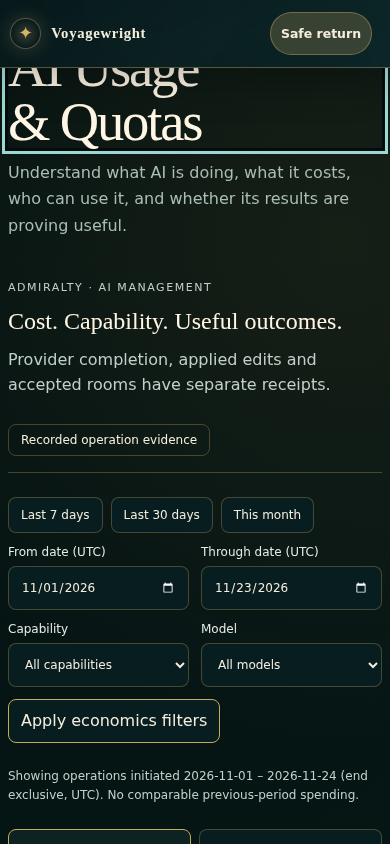 Voyagewright
Safe return
AI Usage
& Quotas
Understand what AI is doing, what it costs,
who can use it, and whether its results are
proving useful.
ADMIRALTY · AI MANAGEMENT
Cost. Capability. Useful outcomes.
Provider completion, applied edits and
accepted rooms have separate receipts.
Recorded operation evidence
Last 7 days
Last 30 days
This month
From date (UTC)
Through date (UTC)
11/01/2026
11/23/2026
Capability
Model
All capabilities
All models
Apply economics filters
Showing operations initiated 2026-11-01 – 2026-11-24 (end
exclusive, UTC). No comparable previous-period spending.